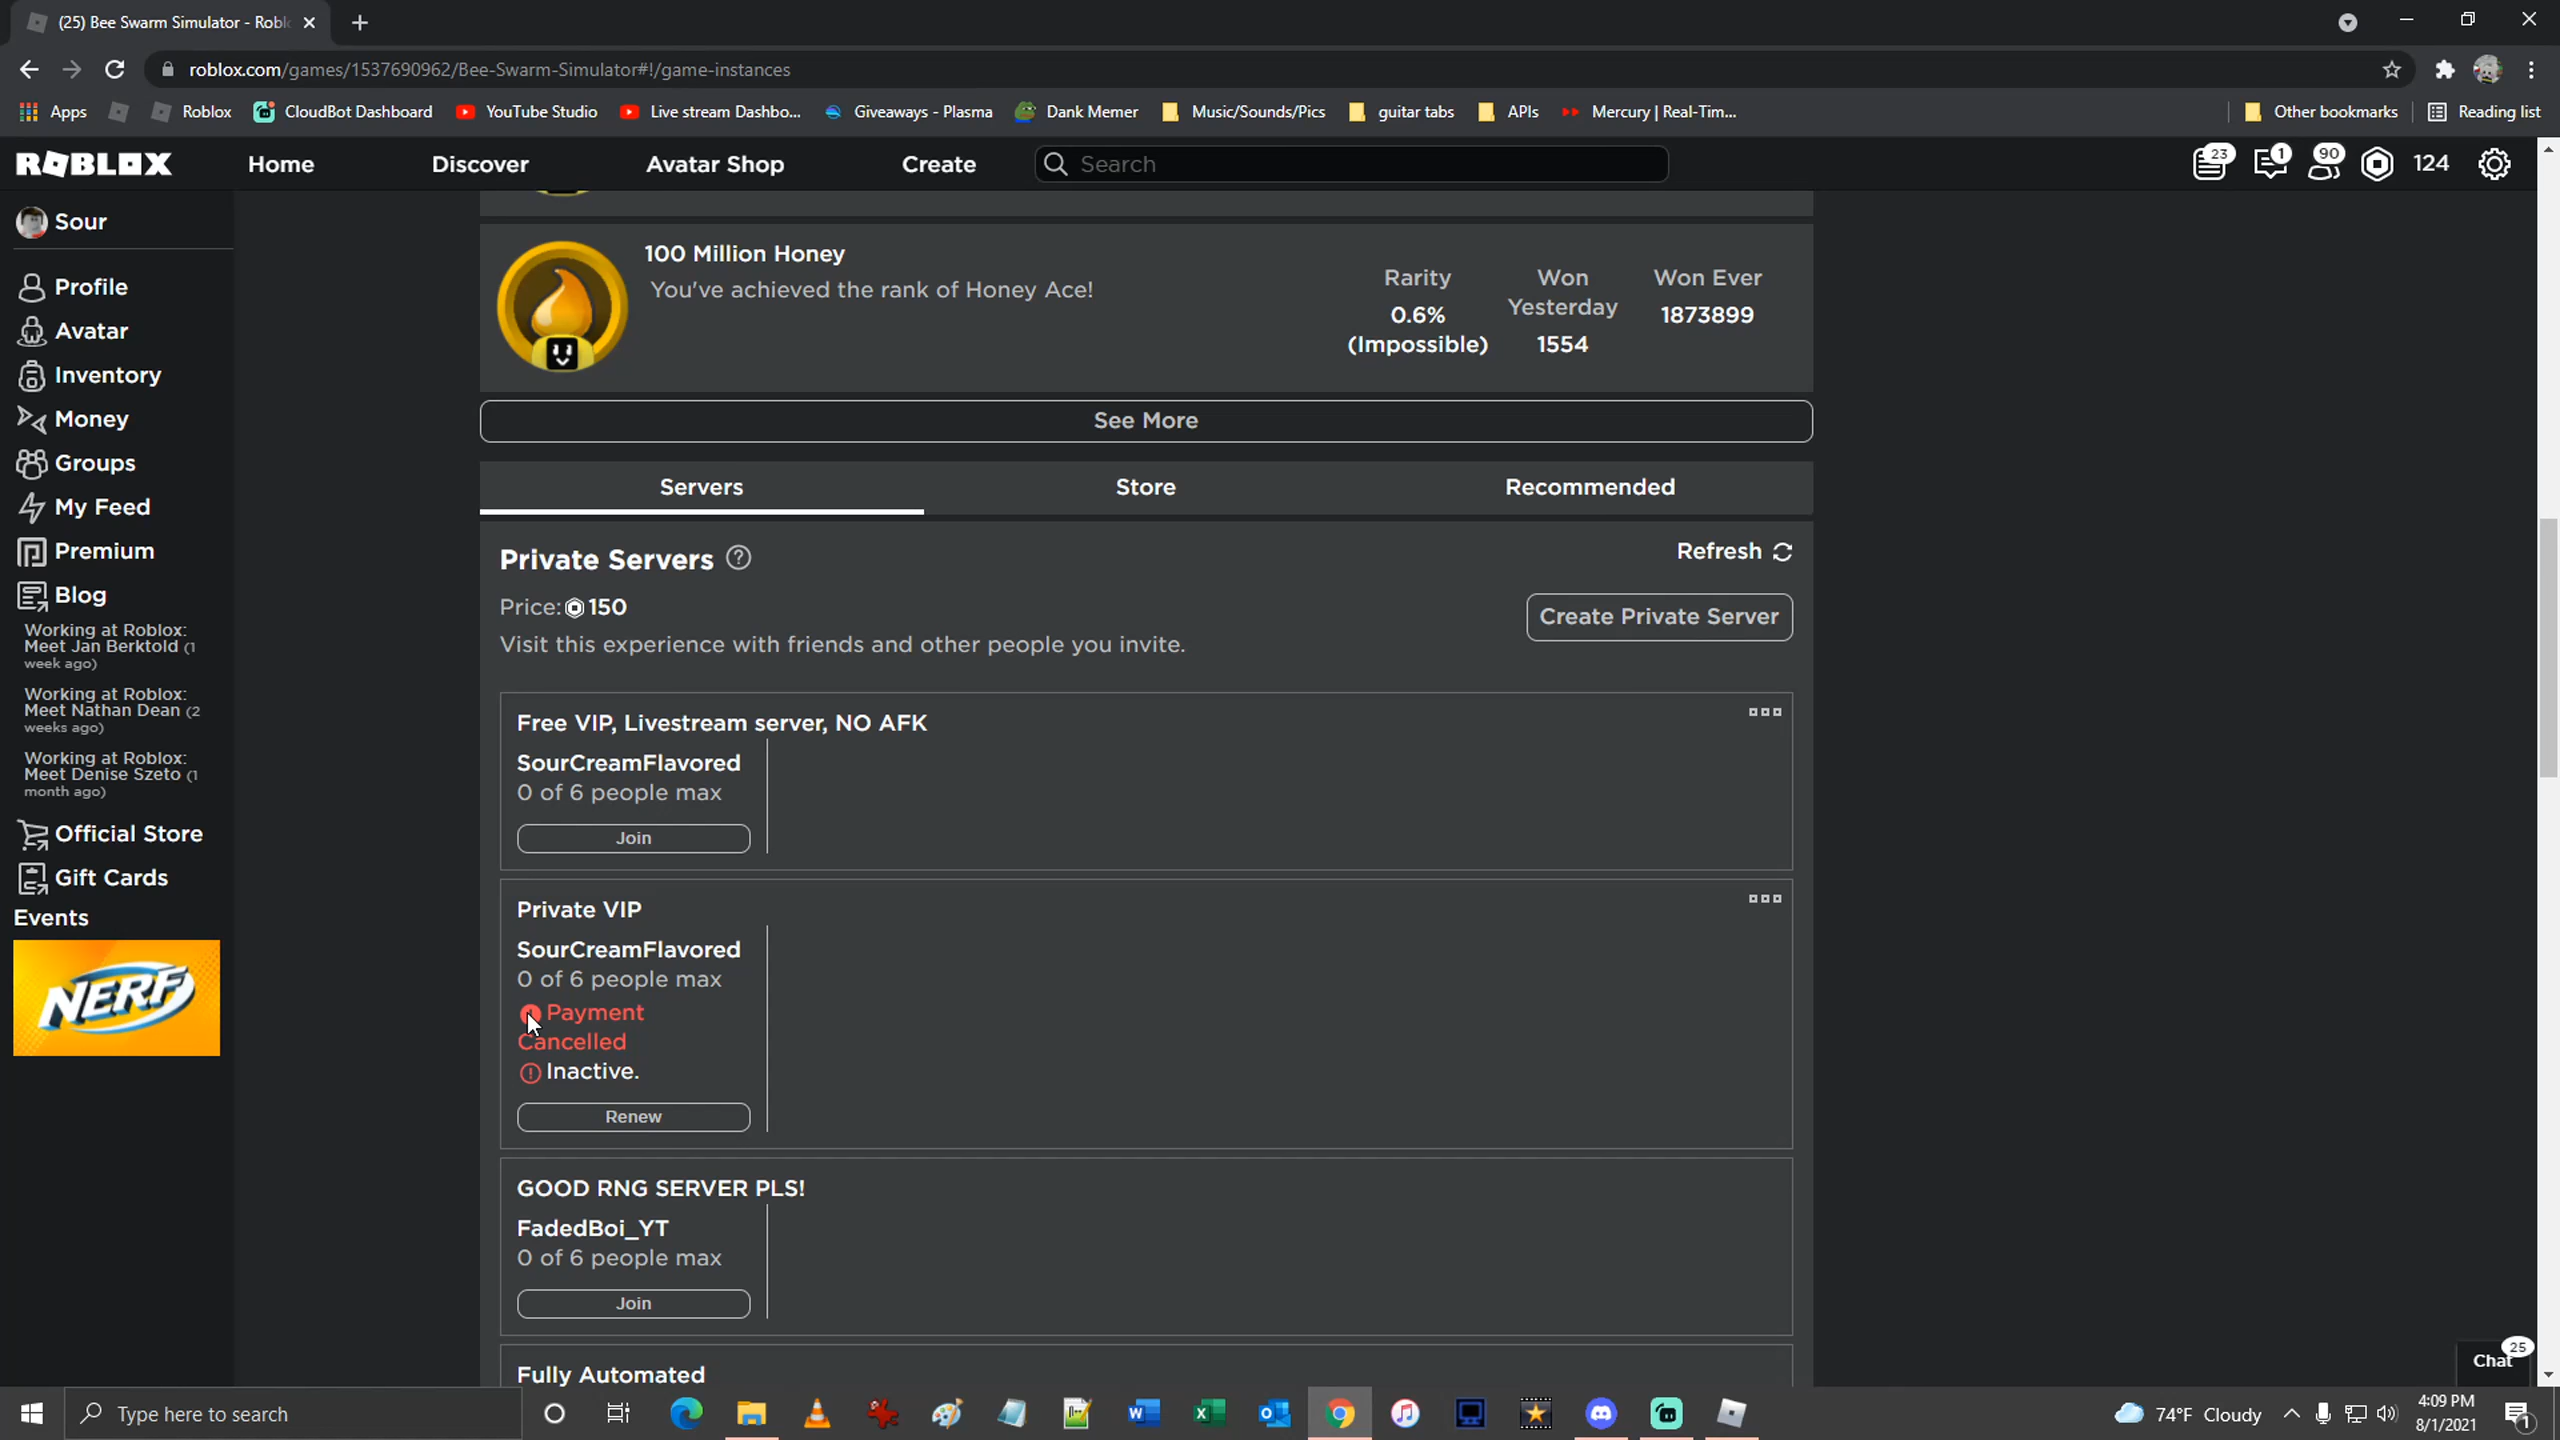 (25) Bee Swarm Simulator - Robl
roblox.com/games/1537690962/Bee-Swarm-Simulator#!/game-instances
Apps
Roblox
CloudBot Dashboard
YouTube Studio
Live stream Dashbo...
Giveaways - Plasma
Dank Memer
Music/Sounds/Pics
guitar tabs
APIs
Mercury | Real-Tim...
Other bookmarks
Reading list
ROBLOX
Home
Discover
Avatar Shop
Create
Search
23
1
90
124
Sour
Profile
Avatar
Inventory
Money
Groups
My Feed
Premium
Blog
Working at Roblox:
Meet Jan Berktold (1
week ago)
Working at Roblox:
Meet Nathan Dean (2
weeks ago)
Working at Roblox:
Meet Denise Szeto (1
month ago)
Official Store
Gift Cards
Events
NERF
100 Million Honey
You've achieved the rank of Honey Ace!
Rarity
0.6%
(Impossible)
Won
Yesterday
1554
Won Ever
1873899
See More
Servers
Store
Recommended
Private Servers
Refresh
Price: 150
Create Private Server
Visit this experience with friends and other people you invite.
Free VIP, Livestream server, NO AFK
SourCreamFlavored
0 of 6 people max
Join
Private VIP
SourCreamFlavored
0 of 6 people max
Payment
Cancelled
Inactive.
Renew
GOOD RNG SERVER PLS!
FadedBoi_YT
0 of 6 people max
Join
Fully Automated
Chat
25
Type here to search
74°F Cloudy
4:09 PM
8/1/2021
1